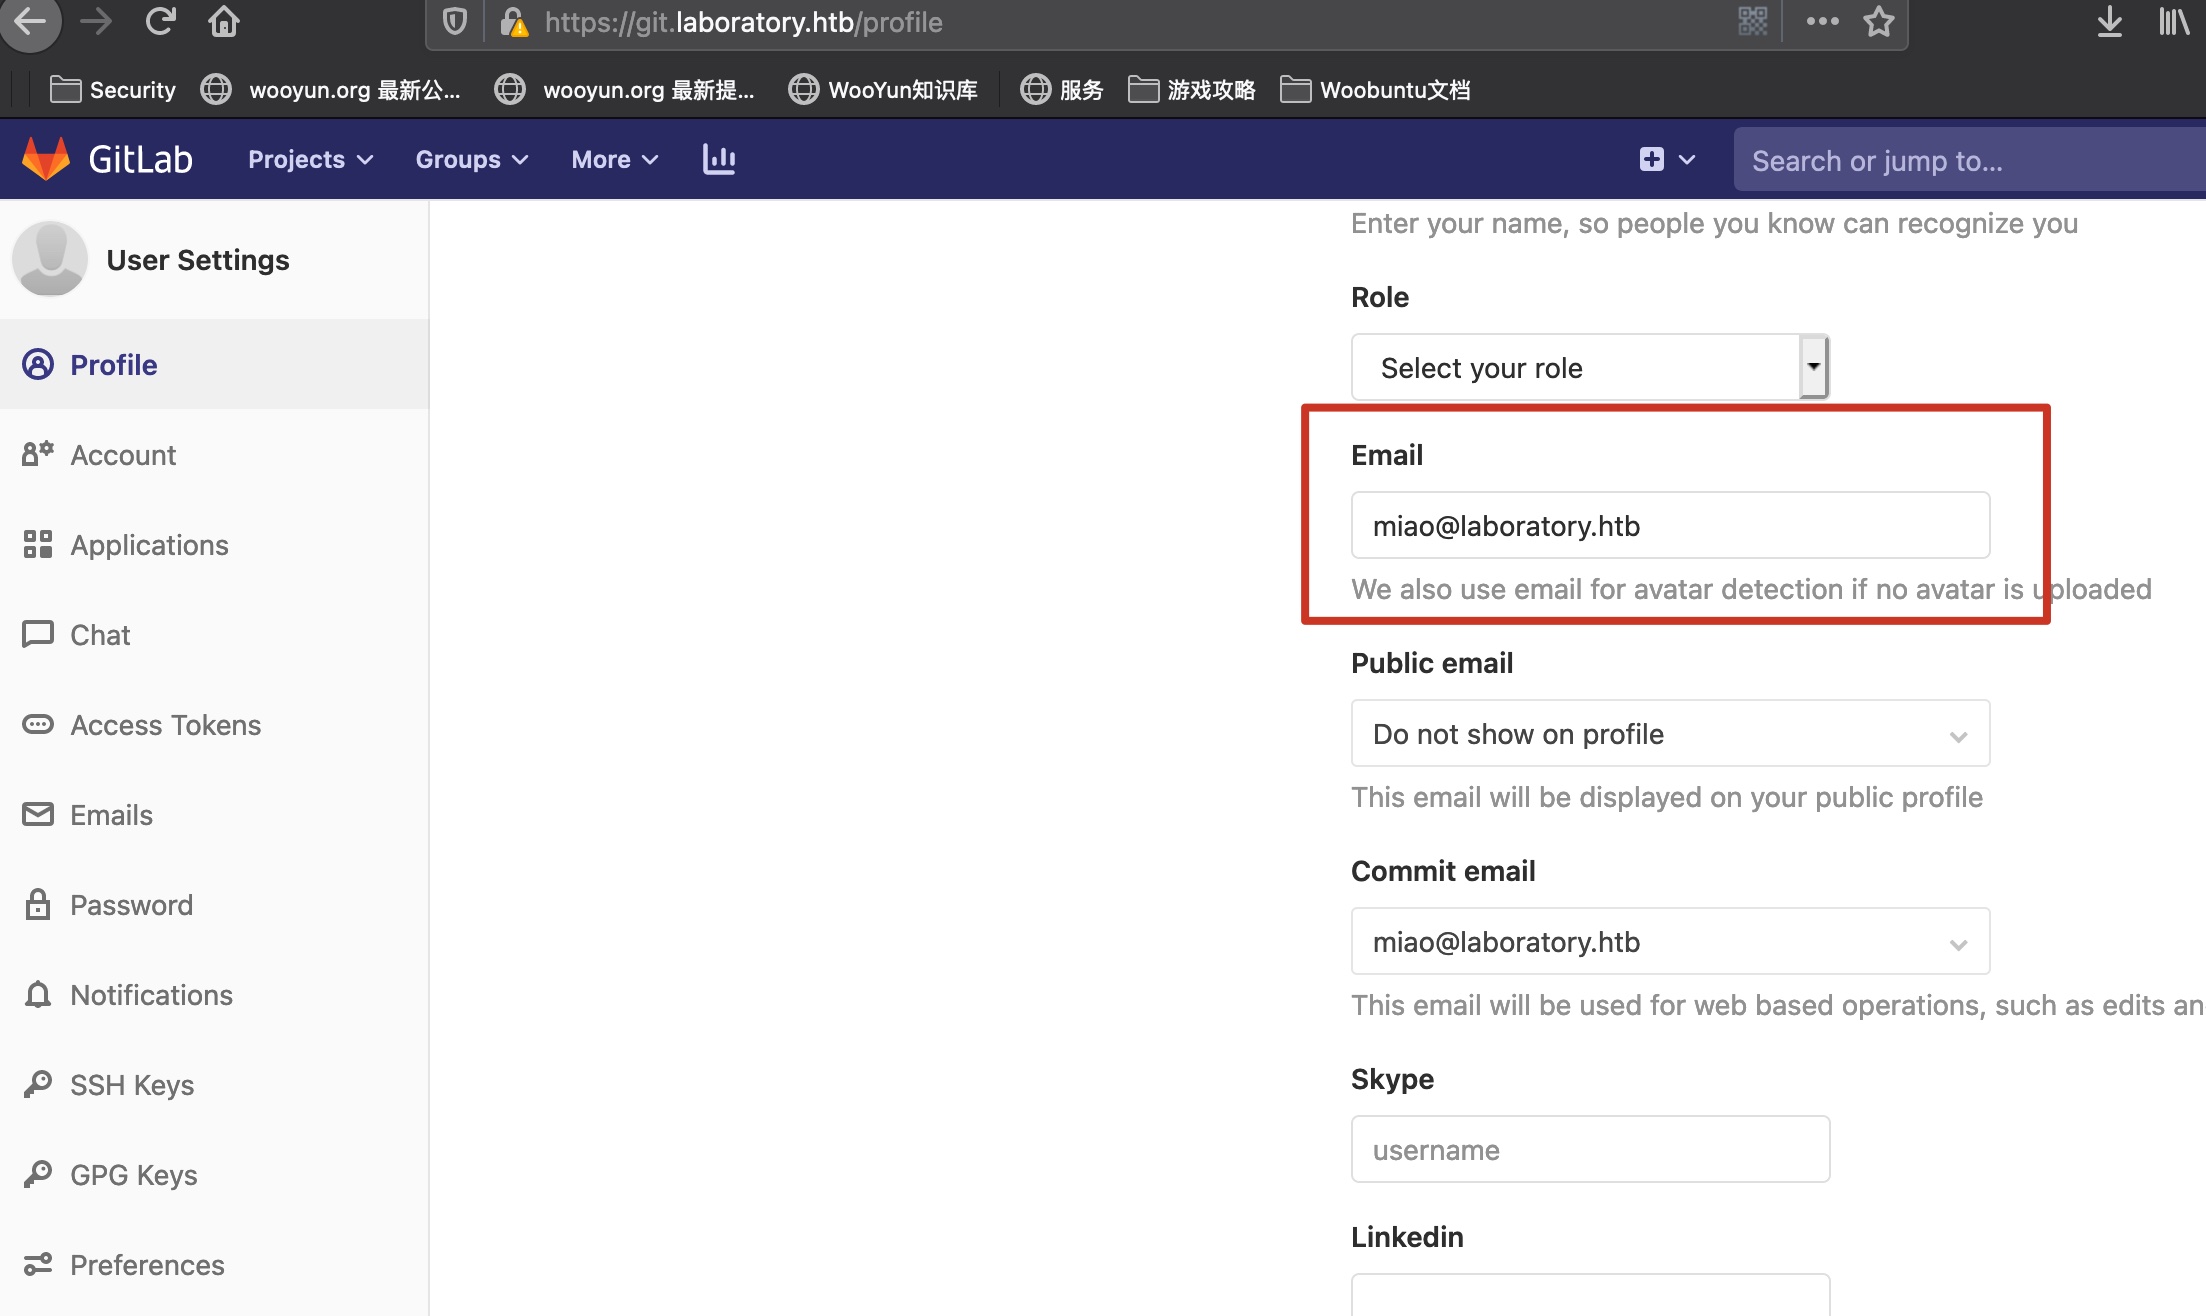 https://git.laboratory.htb/profile
Security
wooyun.org 最新公...
wooyun.org 最新提...
WooYun知识库
服务
游戏攻略
Woobuntu文档
GitLab
Projects
Groups
More
Search or jump to...
User Settings
Profile
Account
Applications
Chat
Access Tokens
Emails
Password
Notifications
SSH Keys
GPG Keys
Preferences
Enter your name, so people you know can recognize you
Role
Select your role
Email
miao@laboratory.htb
We also use email for avatar detection if no avatar is uploaded
Public email
Do not show on profile
This email will be displayed on your public profile
Commit email
miao@laboratory.htb
This email will be used for web based operations, such as edits an
Skype
username
Linkedin